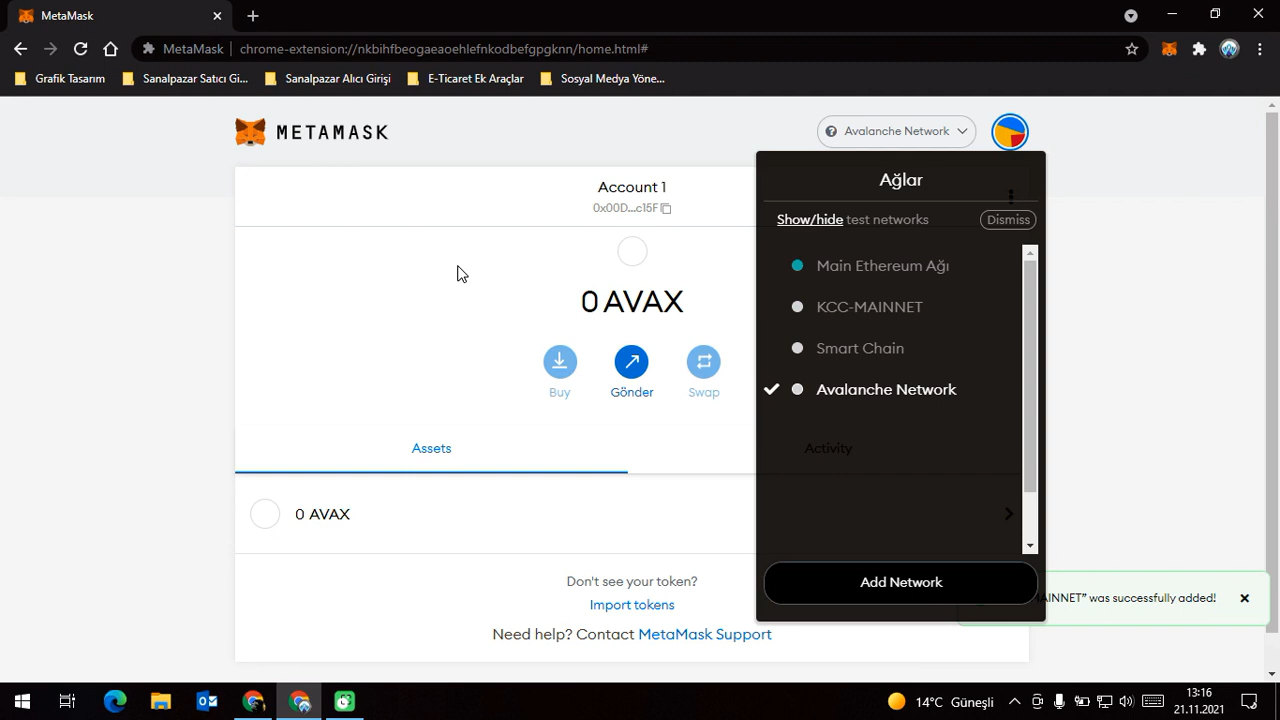 MetaMask
MetaMask
chrome-extension://nkbihfbeogaeaoehlefnkodbefgpgknn/home.html#
Grafik Tasarım
Sanalpazar Satıcı Gi...
Sanalpazar Alıcı Girişi
E-Ticaret Ek Araçlar
Sosyal Medya Yöne...
METAMASK
Avalanche Network
Account 1
0x00D...c15F
Ağlar
Show/hide test networks
Dismiss
Main Ethereum Ağı
KCC-MAINNET
Smart Chain
Avalanche Network
Add Network
0 AVAX
Buy
Gönder
Swap
Assets
Activity
0 AVAX
Don't see your token?
Import tokens
Need help? Contact MetaMask Support
MAINNET" was successfully added!
14°C Güneşli
13:16
21.11.2021